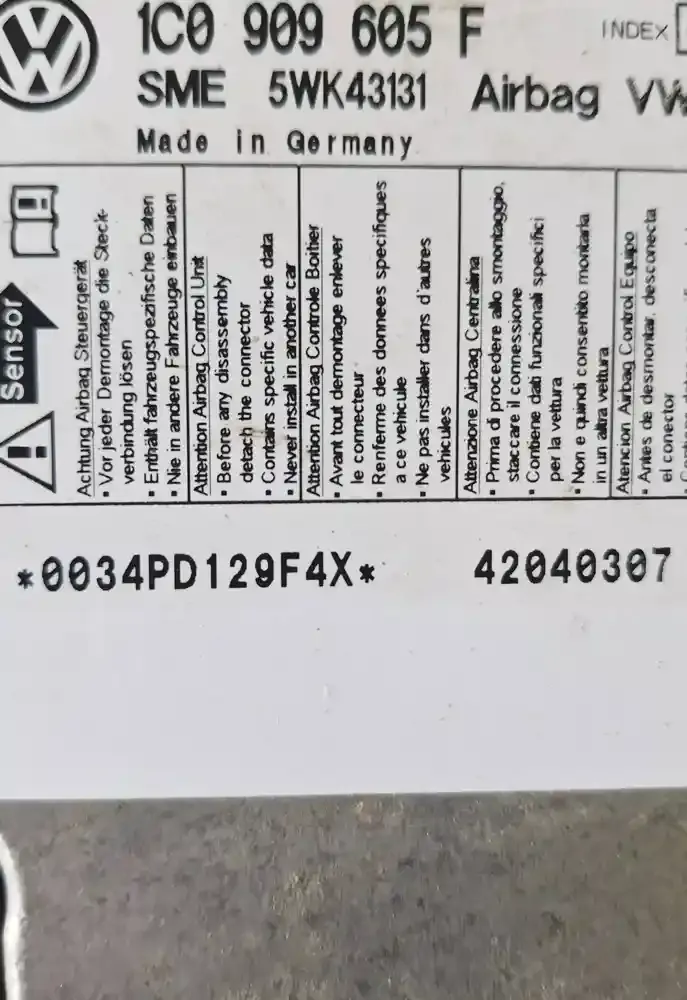 1C0 909 605 F
INDEX
SME 5WK43131 Airbag VW
Made in Germany
Sensor
Achtung Airbag Steuergerät
• Vor jeder Demontage die Steck-
verbindung lösen
• Enthält fahrzeugspezifische Daten
• Nie in andere Fahrzeuge einbauen
Attention Airbag Control Unit
• Before any disassembly
detach the connector
• Contains specific vehicle data
• Never install in another car
Attention Airbag Controle Boitier
• Avant tout demontage enlever
le connecteur
• Renferme des donnees specifiques
a ce vehicule
• Ne pas installer dans d'autres
vehicules
Attenzione Airbag Centralina
• Prima di procedere allo smontaggio,
staccare il connessione
• Contiene dati funzionali specifici
per la vettura
• Non e quindi consentito montarla
in un altra vettura
Atencion Airbag Control Equipo
• Antes de desmontar, desconecta
el conector
*0034PD129F4X* 42040307